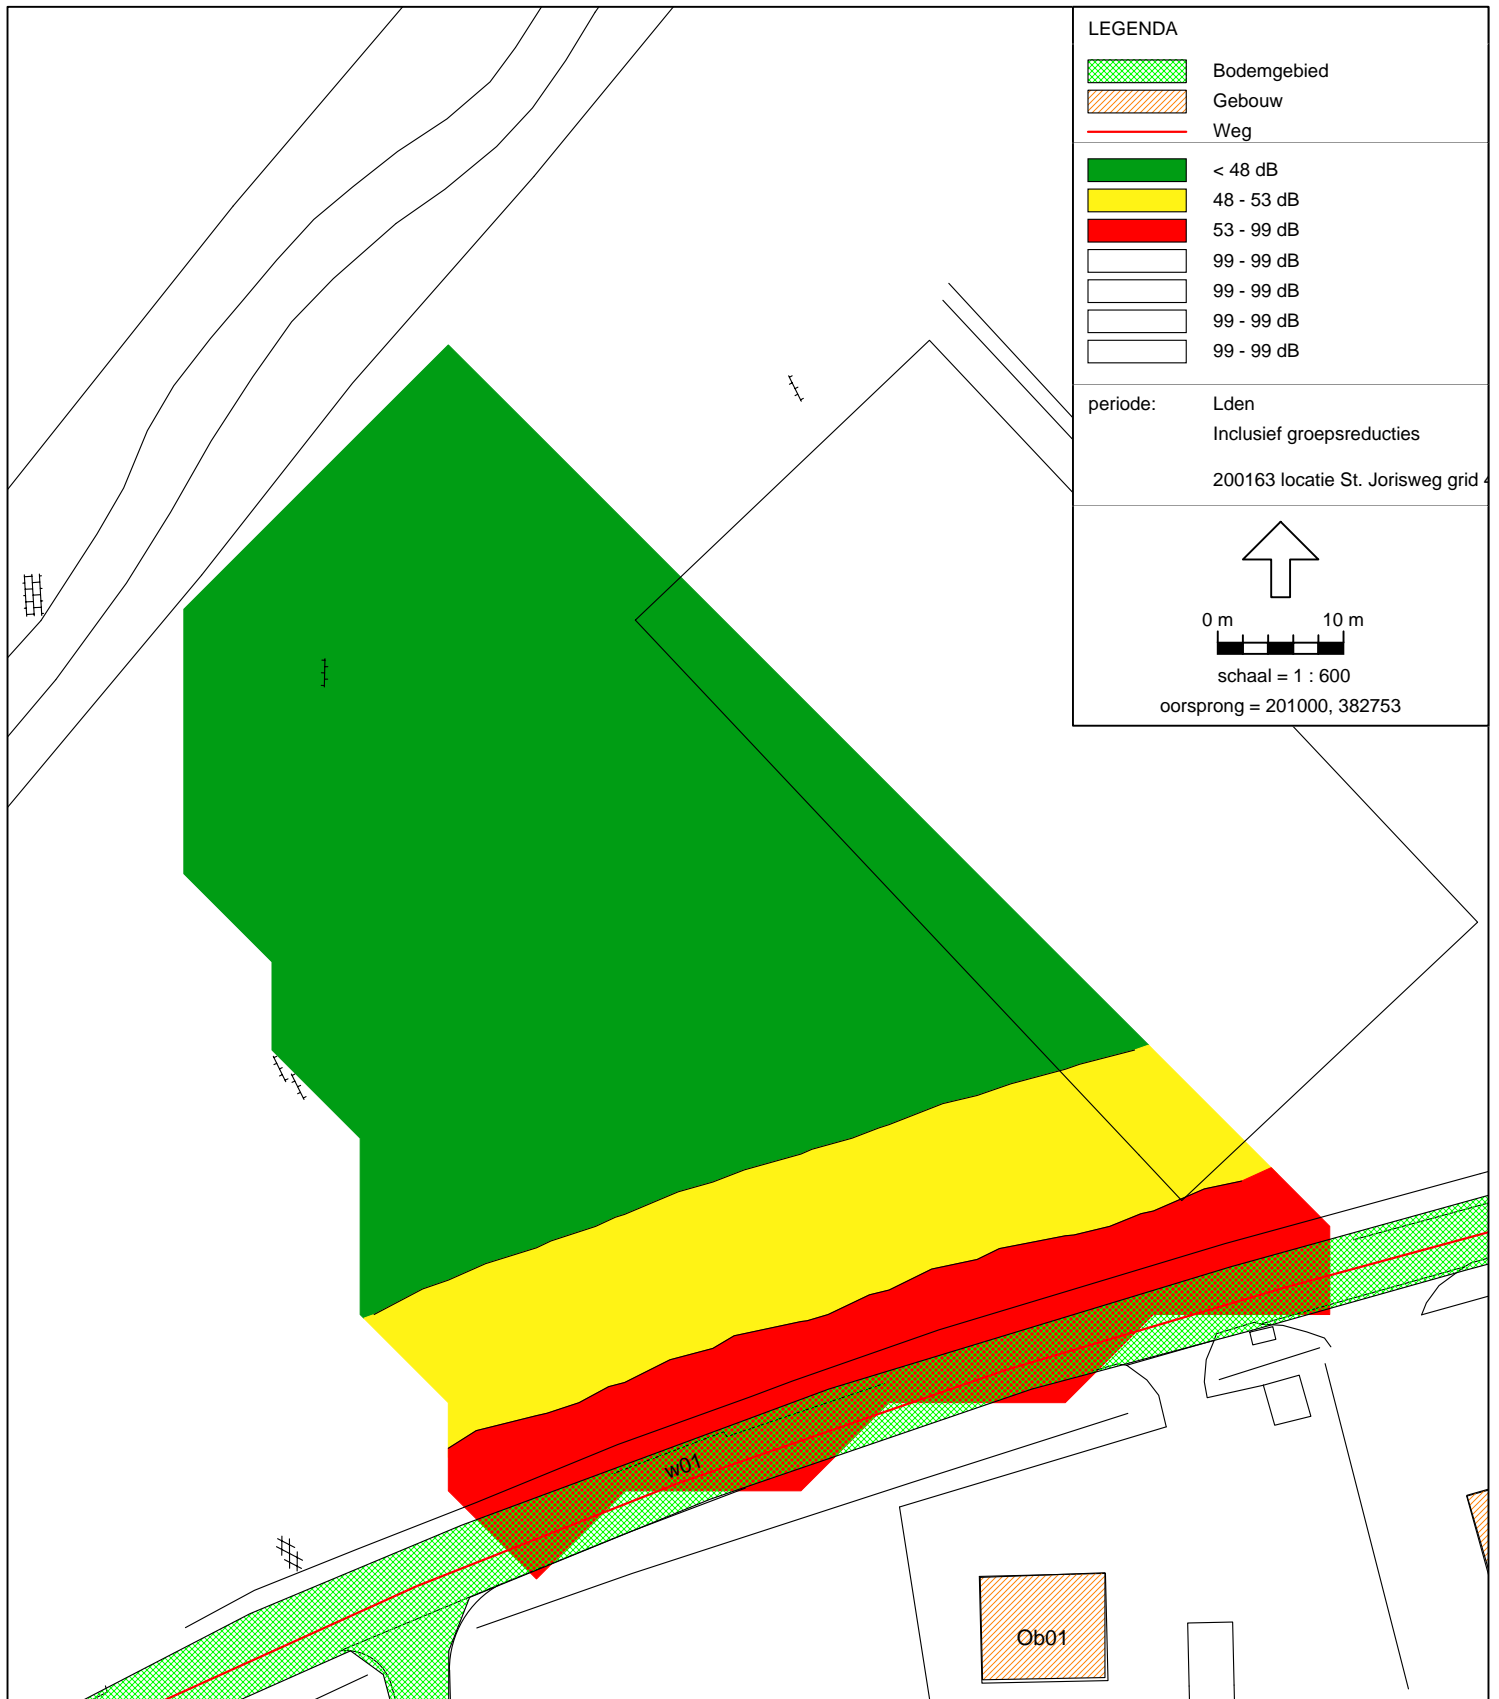 LEGENDA
Bodemgebied
Gebouw
Weg
< 48 dB
48 - 53 dB
53 - 99 dB
99 - 99 dB
99 - 99 dB
99 - 99 dB
99 - 99 dB
periode: Lden
Inclusief groepsreducties
200163 locatie St. Jorisweg grid
0 m 10 m
schaal = 1 : 600
oorsprong = 201000, 382753
w01
Ob01